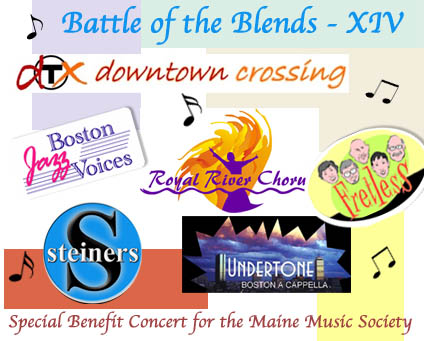 Battle of the Blends - XIV
dTX downtown crossing
Boston
Jazz
Voices
Royal River Choru
Fretless
S
steiners
UNDERTONE
BOSTON A CAPPELLA
Special Benefit Concert for the Maine Music Society